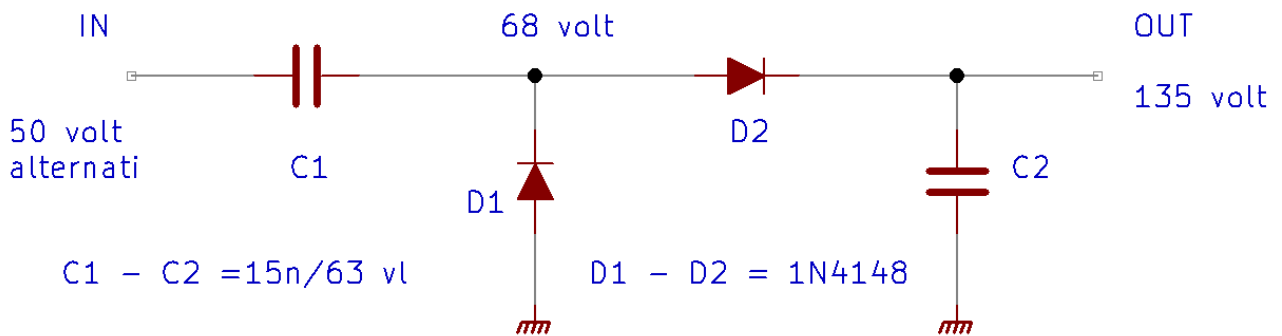 IN
68 volt
OUT
50 volt
alternati
135 volt
C1
D2
D1
C2
C1 - C2 =15n/63 vl
D1 - D2 = 1N4148